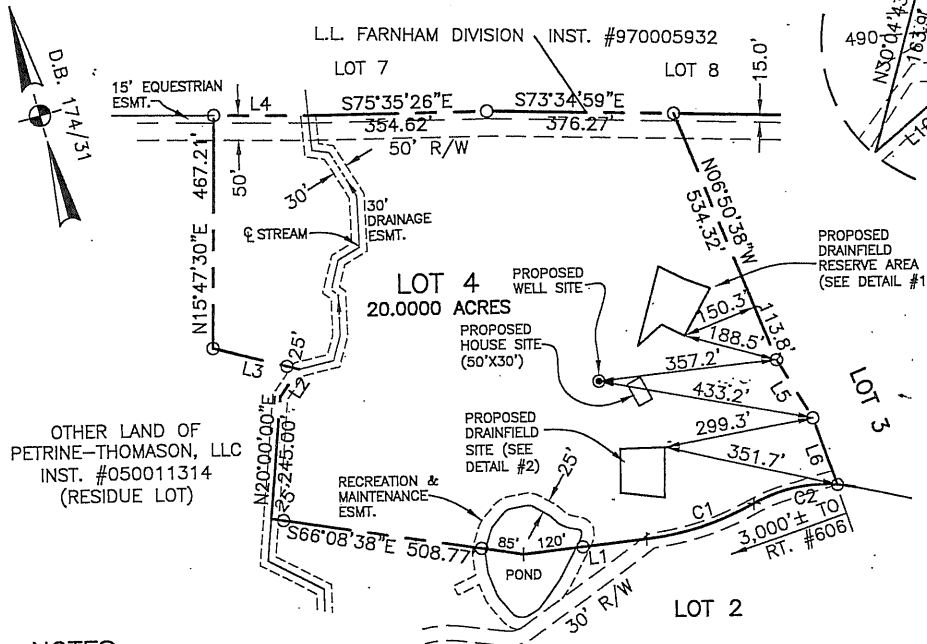 L.L. FARNHAM DIVISION INST. #970005932
LOT 7
LOT 8
D.B. 174/31
15' EQUESTRIAN
ESMT.
L4
S75°35'26"E
354.62'
S73°34'59"E
376.27'
50' R/W
15.0'
490
N30°04'43
163.9
L16
467.21'
N15°47'30"E
50'
30'
30'
DRAINAGE
ESMT.
℄ STREAM
LOT 4
20.0000 ACRES
N06°50'38"W
534.32'
PROPOSED
WELL SITE
PROPOSED
DRAINFIELD
RESERVE AREA
(SEE DETAIL #1
150.3'
113.8'
188.5'
PROPOSED
HOUSE SITE
(50'X30')
357.2'
433.2'
L3
25'
L2
L5
LOT 3
299.3'
L6
351.7'
PROPOSED
DRAINFIELD
SITE (SEE
DETAIL #2)
25'
OTHER LAND OF
PETRINE-THOMASON, LLC
INST. #050011314
(RESIDUE LOT)
N20°00'00"E
245.00'
25'
RECREATION &
MAINTENANCE
ESMT.
S66°08'38"E 508.77'
85'
120'
POND
L1
C1
C2
3,000'± TO
RT. #606
30' R/W
LOT 2
NOTES